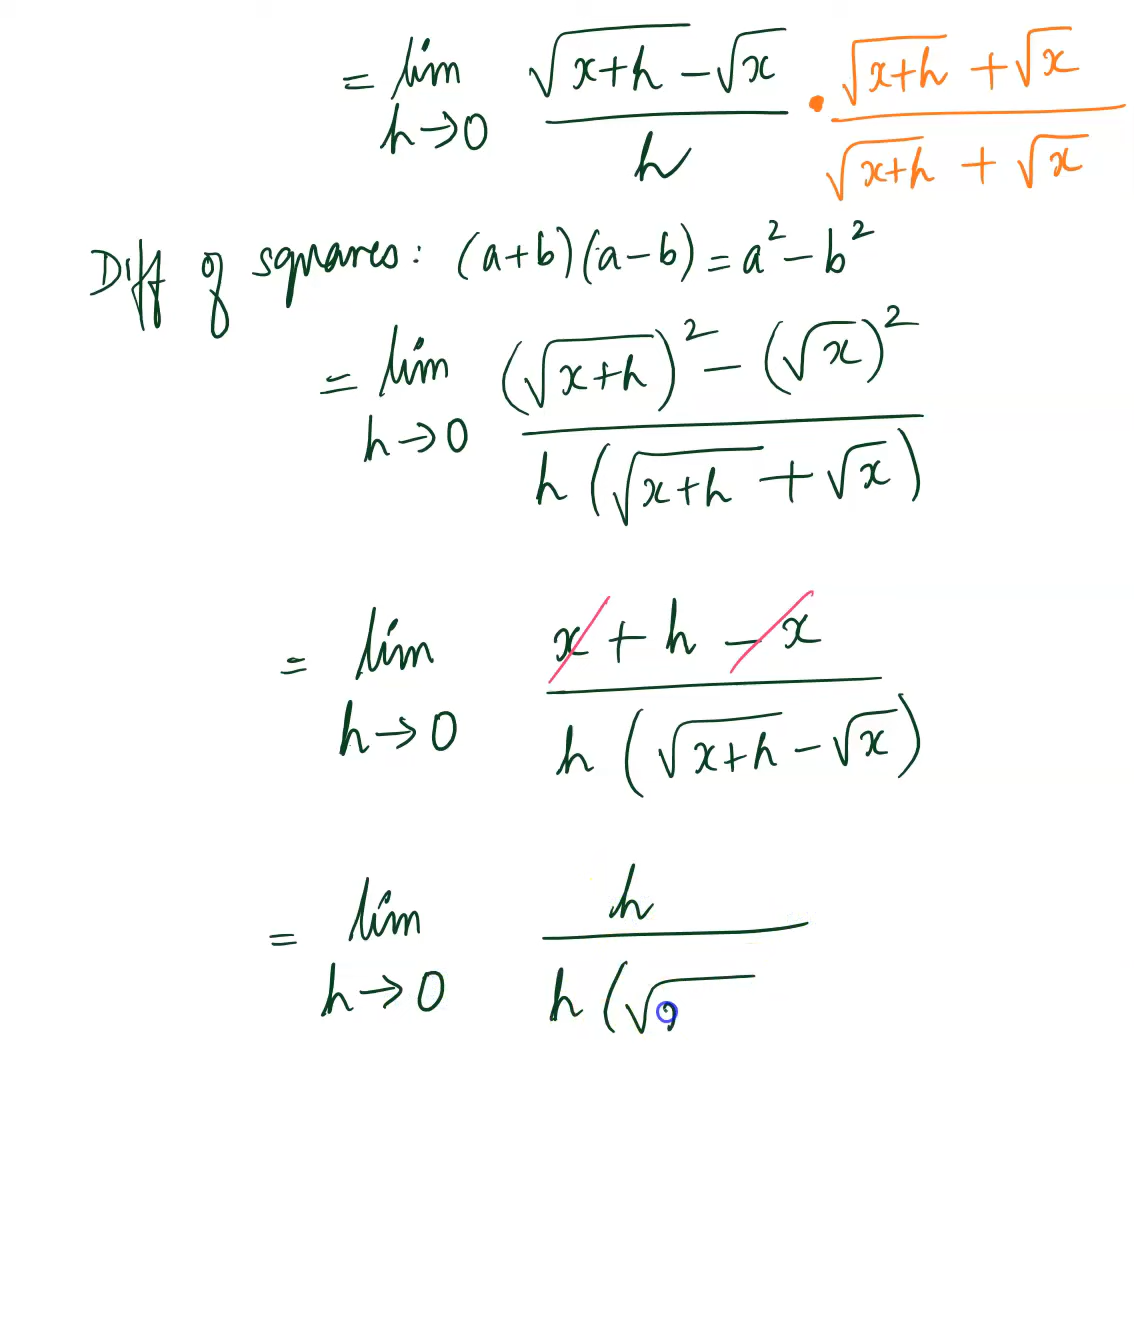 = lim h→0 (√(x+h) - √x)/h · (√(x+h) + √x)/(√(x+h) + √x)
Diff of squares: (a+b)(a-b) = a² - b²
= lim h→0 ((√(x+h))² - (√x)²)/(h(√(x+h) + √x))
= lim h→0 (x + h - x)/(h(√(x+h) - √x))
= lim h→0 h/(h(√